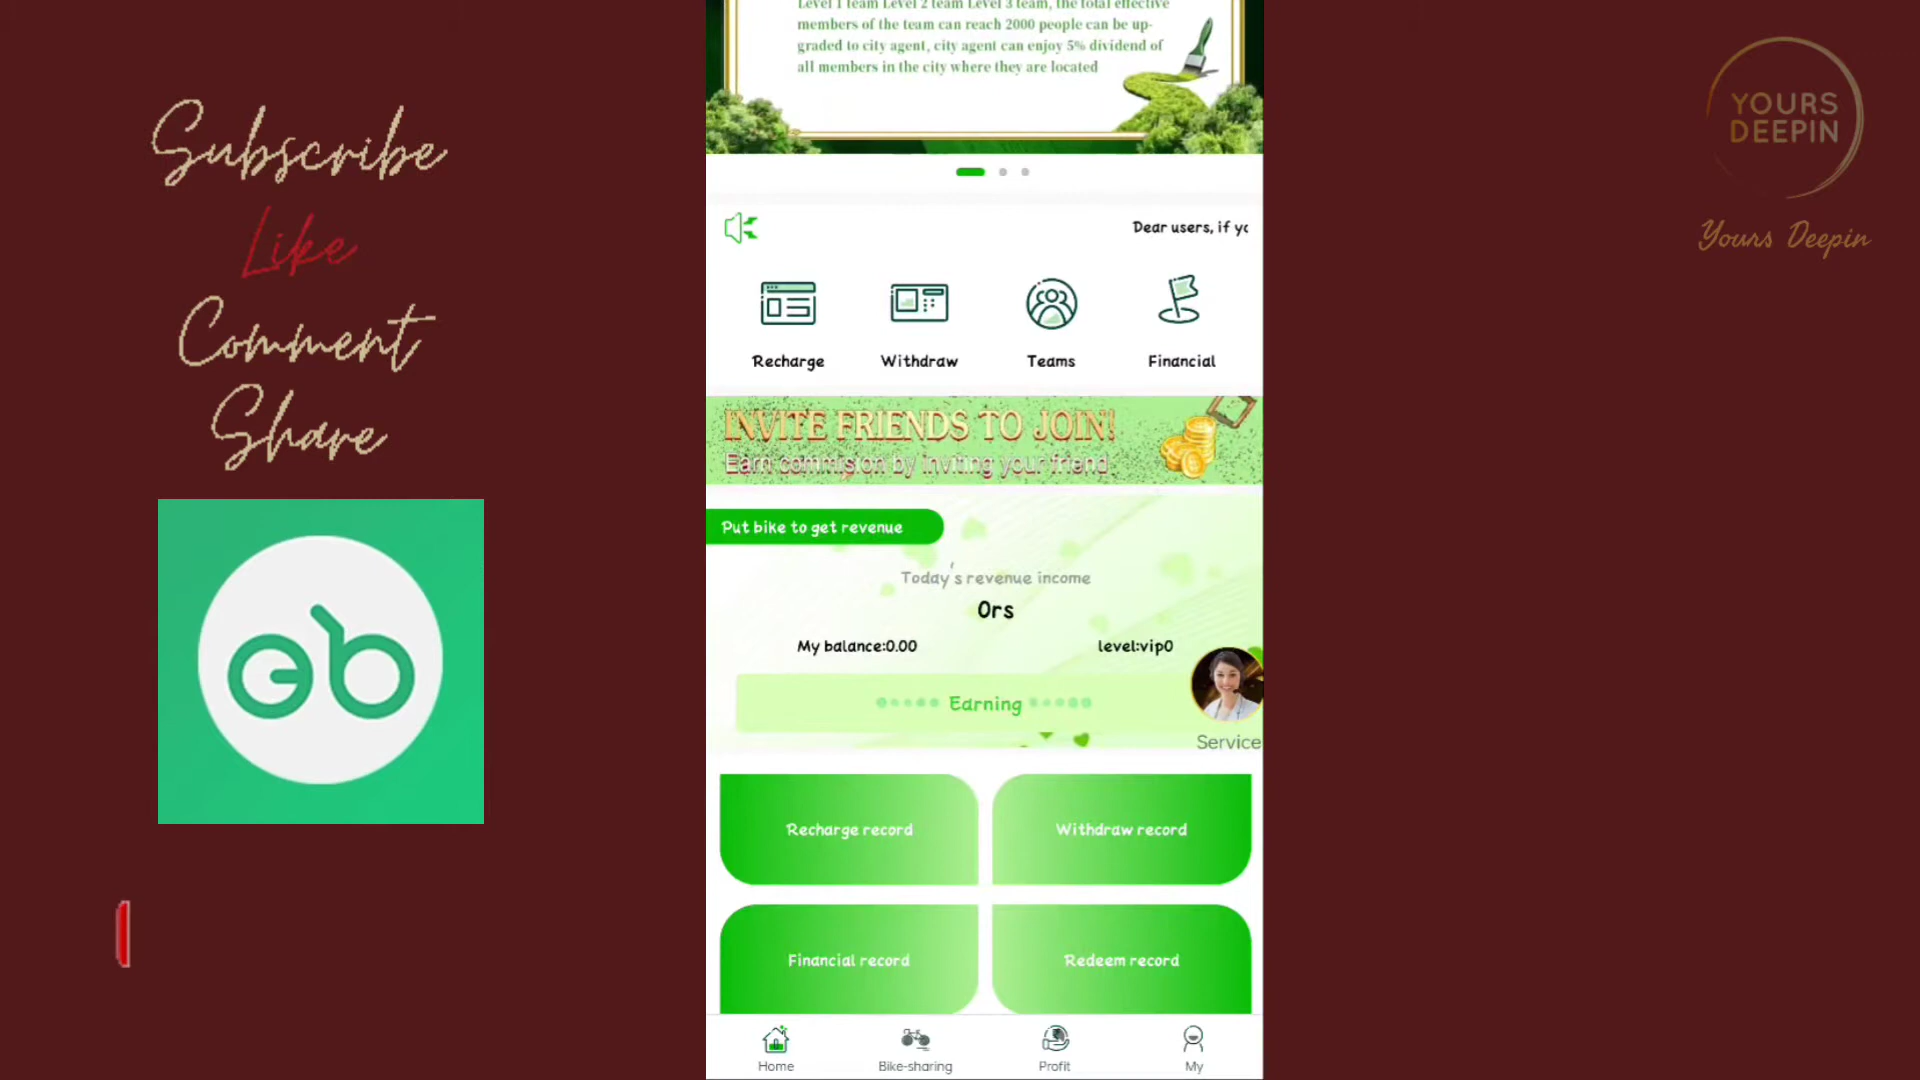 Subscribe
Like
Comment
Share
Level 1 team Level 2 team Level 3 team, the total effective
members of the team can reach 2000 people can be up-
graded to city agent, city agent can enjoy 5% dividend of
all members in the city where they are located
Dear users, if yo
Recharge
Withdraw
Teams
Financial
INVITE FRIENDS TO JOIN!
Earn commision by inviting your friend
Put bike to get revenue
Today's revenue income
0rs
My balance:0.00
level:vip0
Earning
Service
Recharge record
Withdraw record
Financial record
Redeem record
Home
Bike-sharing
Profit
My
YOURS
DEEPIN
Yours Deepin